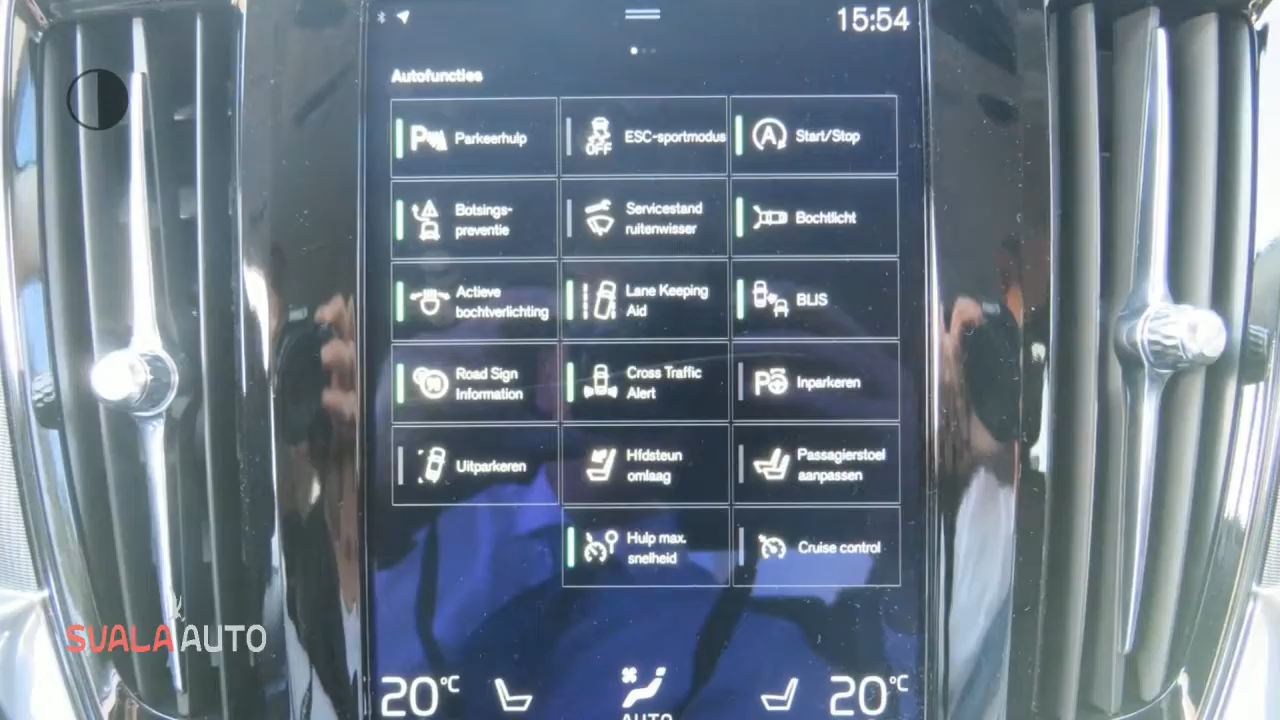 15:54
Autofuncties
Parkeerhulp
OFF
ESC-sportmodus
A
Start/Stop
Botsings-
preventie
Servicestand
ruitenwisser
Bochtlicht
Actieve
bochtverlichting
Lane Keeping
Aid
BLIS
Road Sign
Information
Cross Traffic
Alert
P
Inparkeren
Uitparkeren
Hfdsteun
omlaag
Passagierstoel
aanpassen
Hulp max.
snelheid
Cruise control
SVALA AUTO
20°C
AUTO
20°C